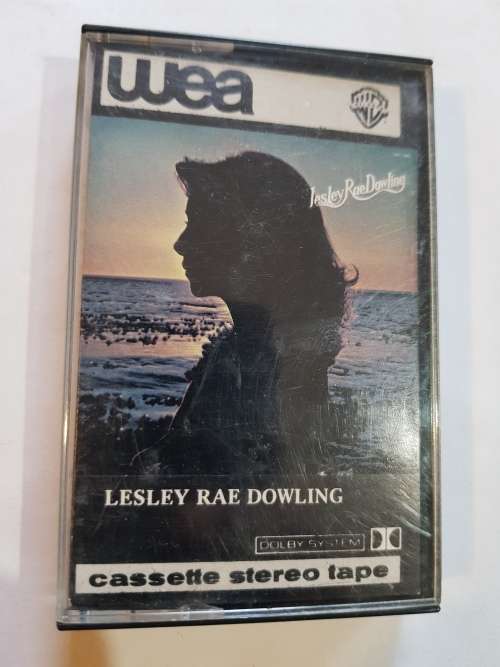 wea
Lesley Rae Dowling
LESLEY RAE DOWLING
DOLBY SYSTEM
cassette stereo tape